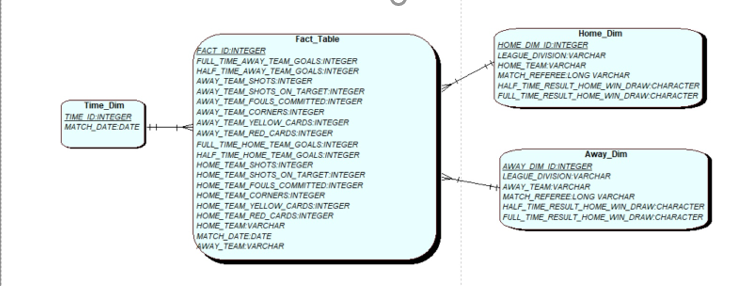 Time_Dim
TIME_ID:INTEGER
MATCH_DATE:DATE
Fact_Table
FACT_ID:INTEGER
FULL_TIME_AWAY_TEAM_GOALS:INTEGER
HALF_TIME_AWAY_TEAM_GOALS:INTEGER
AWAY_TEAM_SHOTS:INTEGER
AWAY_TEAM_SHOTS_ON_TARGET:INTEGER
AWAY_TEAM_FOULS_COMMITTED:INTEGER
AWAY_TEAM_CORNERS:INTEGER
AWAY_TEAM_YELLOW_CARDS:INTEGER
AWAY_TEAM_RED_CARDS:INTEGER
FULL_TIME_HOME_TEAM_GOALS:INTEGER
HALF_TIME_HOME_TEAM_GOALS:INTEGER
HOME_TEAM_SHOTS:INTEGER
HOME_TEAM_SHOTS_ON_TARGET:INTEGER
HOME_TEAM_FOULS_COMMITTED:INTEGER
HOME_TEAM_CORNERS:INTEGER
HOME_TEAM_YELLOW_CARDS:INTEGER
HOME_TEAM_RED_CARDS:INTEGER
HOME_TEAM:VARCHAR
MATCH_DATE:DATE
AWAY_TEAM:VARCHAR
Home_Dim
HOME_DIM_ID:INTEGER
LEAGUE_DIVISION:VARCHAR
HOME_TEAM:VARCHAR
MATCH_REFEREE:LONG VARCHAR
HALF_TIME_RESULT_HOME_WIN_DRAW:CHARACTER
FULL_TIME_RESULT_HOME_WIN_DRAW:CHARACTER
Away_Dim
AWAY_DIM_ID:INTEGER
LEAGUE_DIVISION:VARCHAR
AWAY_TEAM:VARCHAR
MATCH_REFEREE:LONG VARCHAR
HALF_TIME_RESULT_HOME_WIN_DRAW:CHARACTER
FULL_TIME_RESULT_HOME_WIN_DRAW:CHARACTER